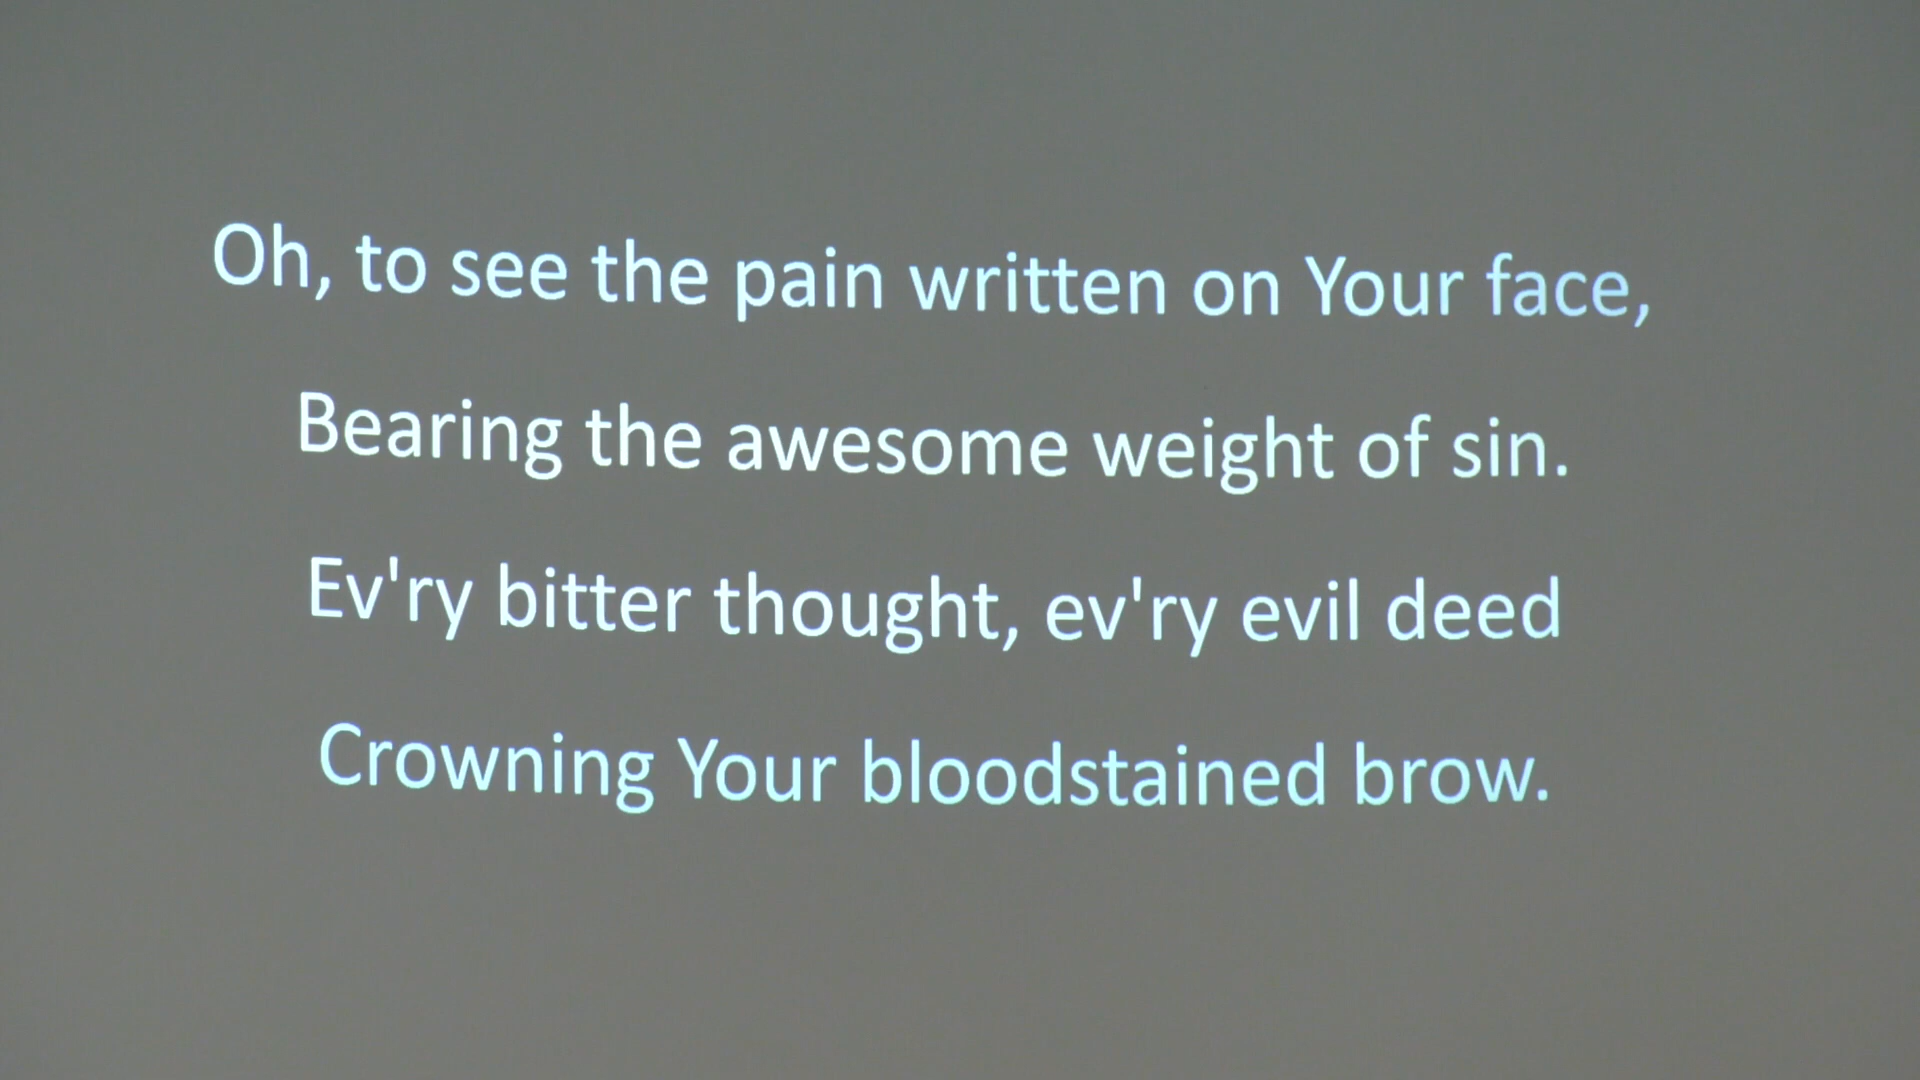 Oh, to see the pain written on Your face,
Bearing the awesome weight of sin.
Ev'ry bitter thought, ev'ry evil deed
Crowning Your bloodstained brow.